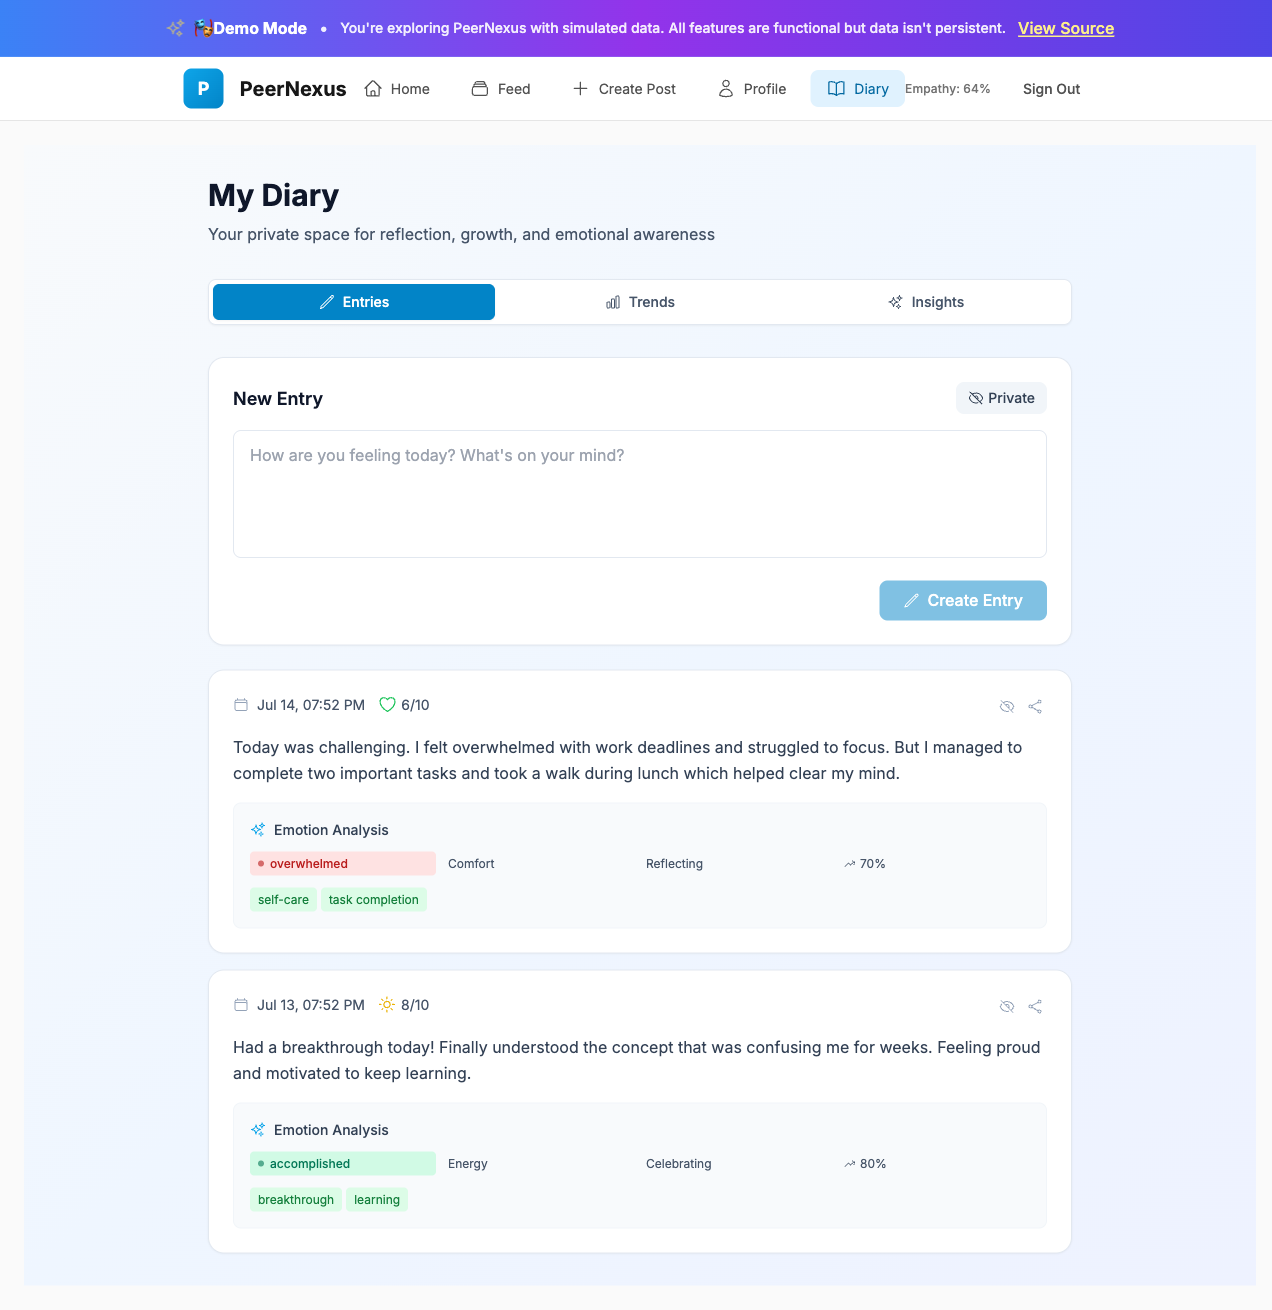 Demo Mode • You're exploring PeerNexus with simulated data. All features are functional but data isn't persistent. View Source
P PeerNexus Home Feed Create Post Profile Diary Empathy: 64% Sign Out
My Diary
Your private space for reflection, growth, and emotional awareness
Entries Trends Insights
New Entry Private
How are you feeling today? What's on your mind?
Create Entry
Jul 14, 07:52 PM 6/10
Today was challenging. I felt overwhelmed with work deadlines and struggled to focus. But I managed to
complete two important tasks and took a walk during lunch which helped clear my mind.
Emotion Analysis
overwhelmed Comfort Reflecting 70%
self-care task completion
Jul 13, 07:52 PM 8/10
Had a breakthrough today! Finally understood the concept that was confusing me for weeks. Feeling proud
and motivated to keep learning.
Emotion Analysis
accomplished Energy Celebrating 80%
breakthrough learning